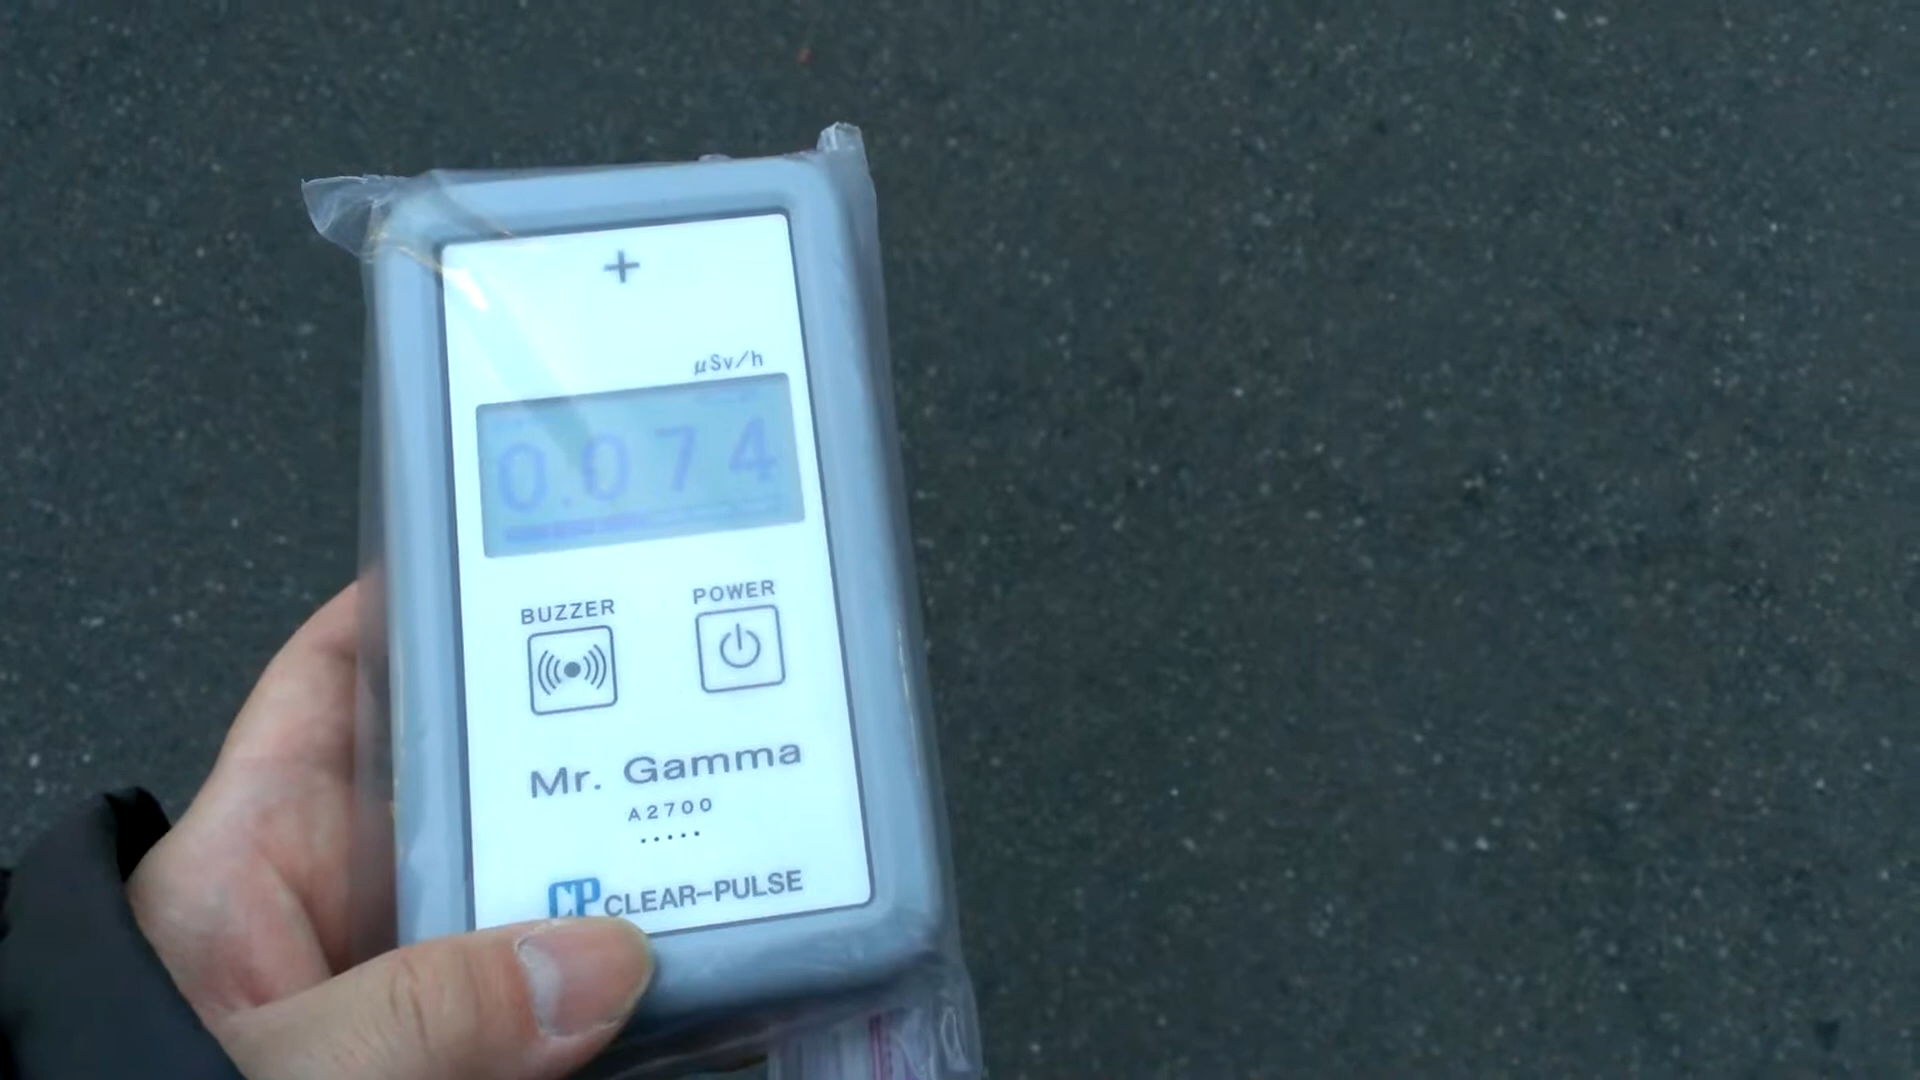 +
μSv/h
0.074
BUZZER
POWER
Mr. Gamma
A2700
CP CLEAR-PULSE